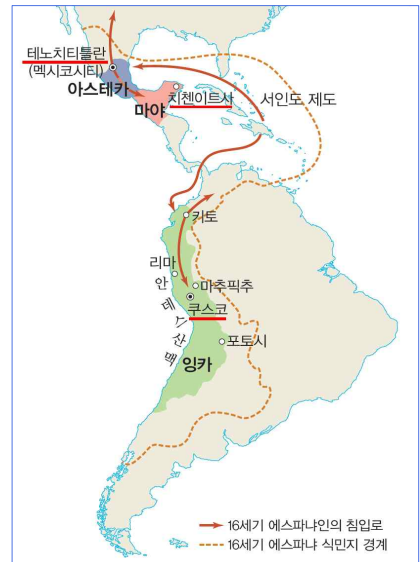 테노치티틀란
(멕시코시티)
아스테카
마야
치첸이트사
서인도 제도
키토
리마
마추픽추
안데스 산맥
쿠스코
포토시
잉카
16세기 에스파냐인의 침입로
16세기 에스파냐 식민지 경계